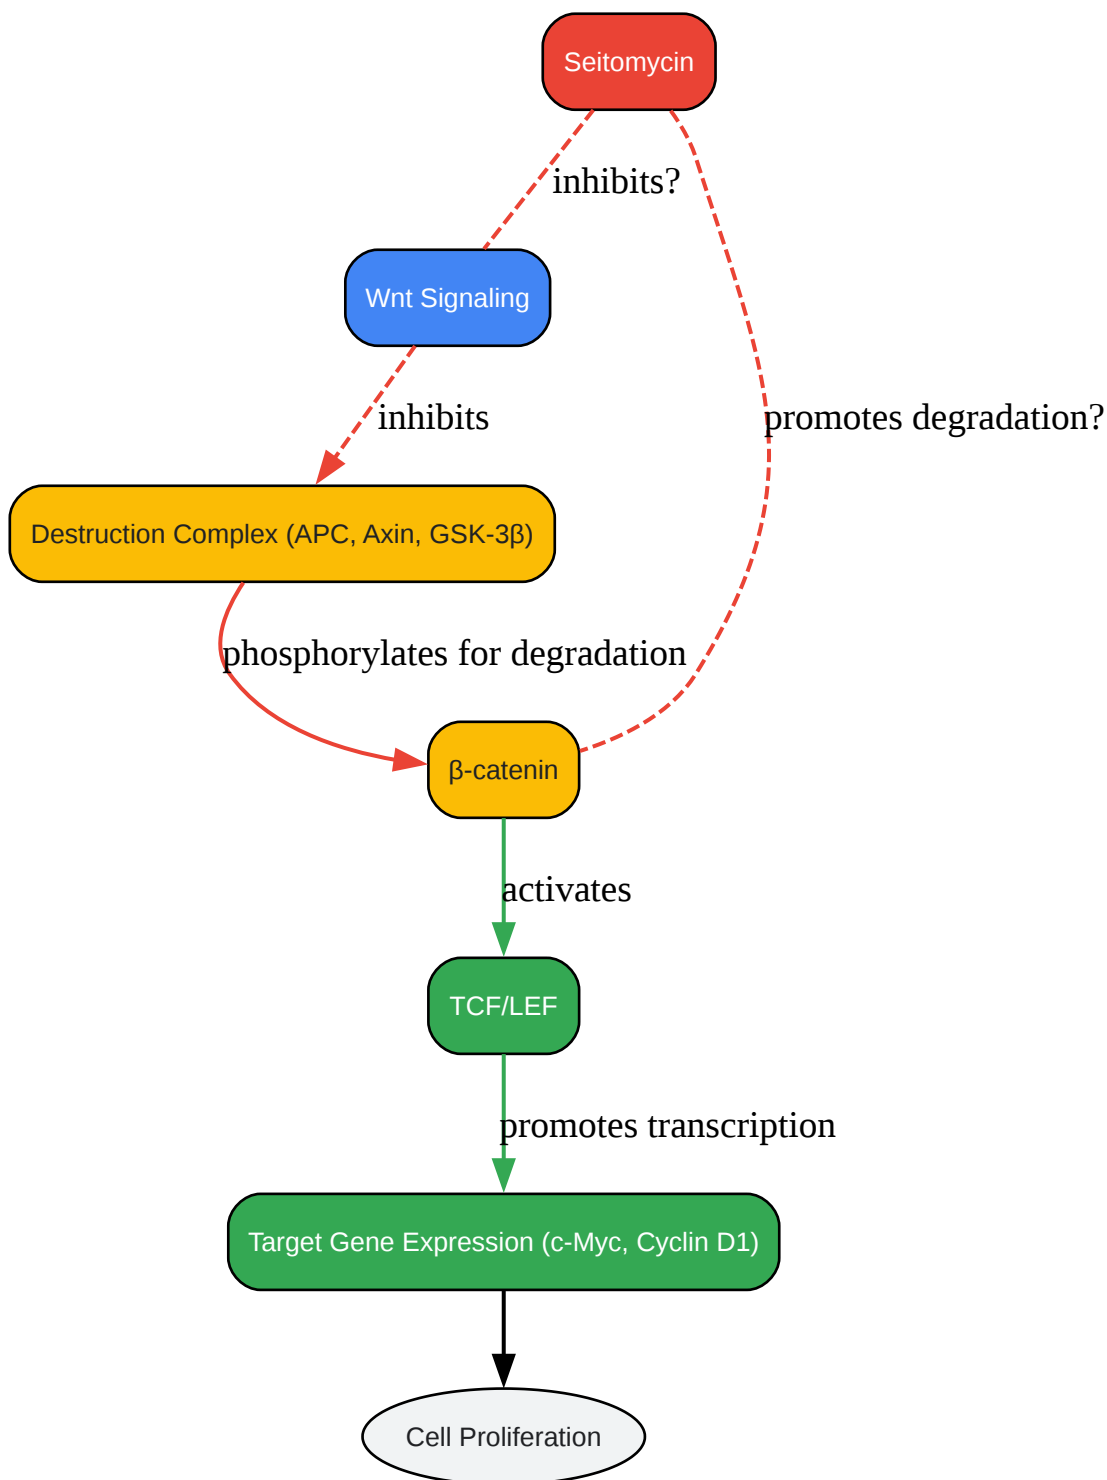 Seitomycin
inhibits?
Wnt Signaling
inhibits
promotes degradation?
Destruction Complex (APC, Axin, GSK-3β)
phosphorylates for degradation
β-catenin
activates
TCF/LEF
promotes transcription
Target Gene Expression (c-Myc, Cyclin D1)
Cell Proliferation